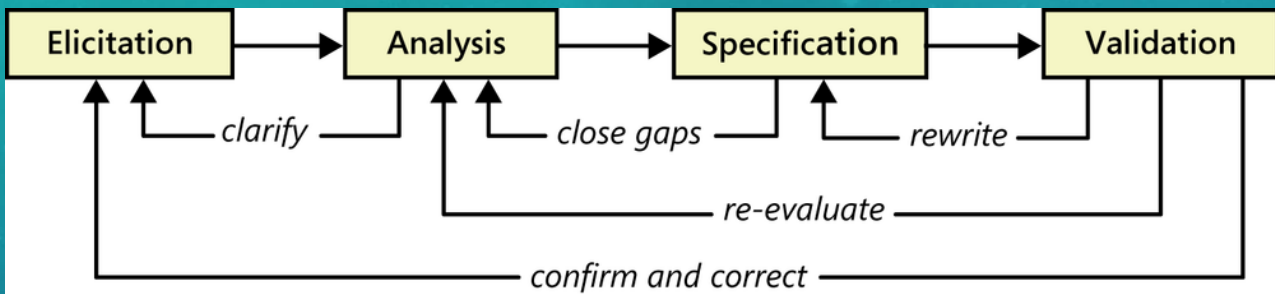 Elicitation
Analysis
Specification
Validation
clarify
close gaps
rewrite
re-evaluate
confirm and correct